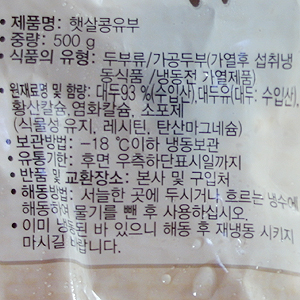 • 제품명: 햇살콩유부
• 중량: 500 g
• 식품의 유형: 두부류/가공두부(가열후 섭취냉
동식품 /냉동전 가열제품)
• 원재료명 및 함량: 대두93 %(수입산),대두유(대두: 수입산),
황산칼슘, 염화칼슘, 소포제
(식물성 유지, 레시틴, 탄산마그네슘)
• 보관방법: -18 ℃이하 냉동보관
• 유통기한: 후면 우측하단표시일까지
• 반품 및 교환장소: 본사 및 구입처
• 해동방법: 서늘한 곳에 두시거나 흐르는 냉수에
해동하여 물기를 뺀 후 사용하십시오.
• 이미 냉동된 바 있으니 해동 후 재냉동 시키지
마시길 바랍니다.